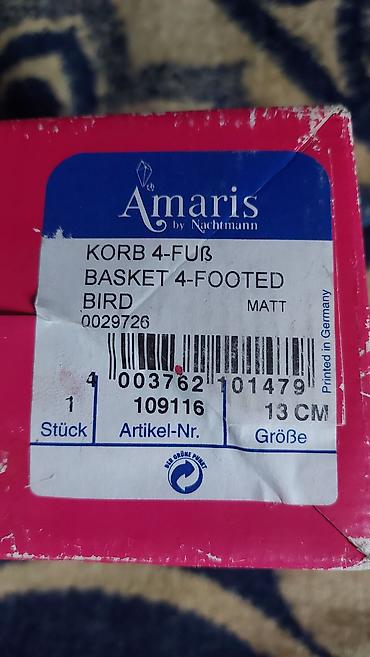 Amaris
by Nachtmann
KORB 4-FUß
BASKET 4-FOOTED
BIRD MATT
0029726
Printed in Germany
4 003762 101479
1 109116 13 CM
Stück Artikel-Nr. Größe
DER GRÜNE PUNKT